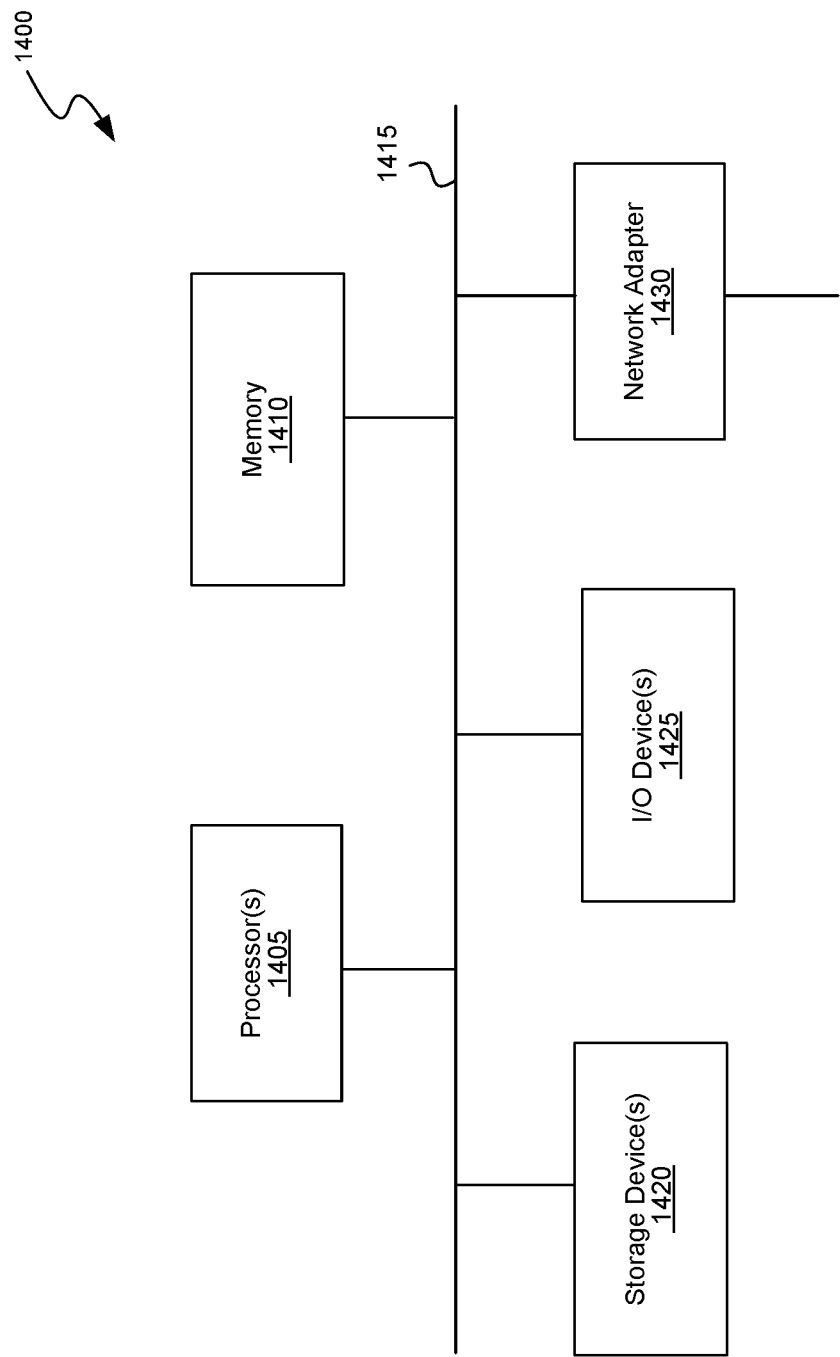 1400
Processor(s)
1405
Memory
1410
1415
Storage Device(s)
1420
I/O Device(s)
1425
Network Adapter
1430